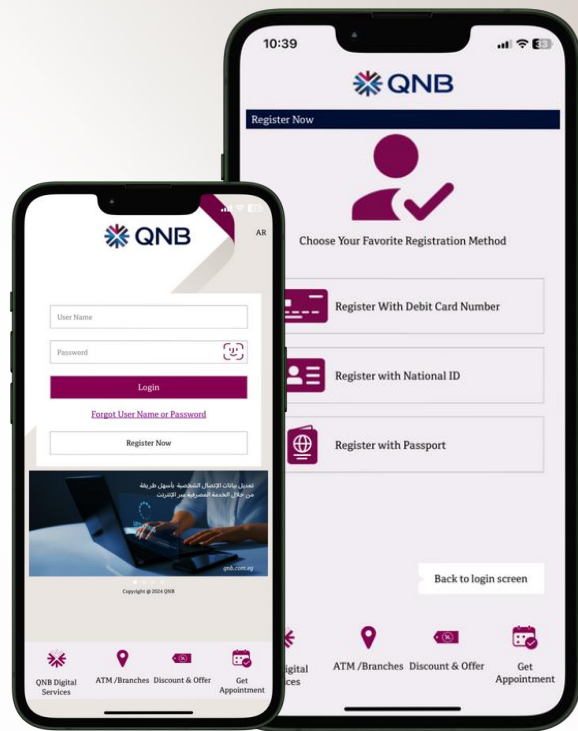 QNB
AR
User Name
Password
Login
Forgot User Name or Password
Register Now
تعديل بيانات الإتصال الشخصية بأسهل طريقة
من خلال الخدمة المصرفية عبر الإنترنت
qnb.com.eg
Copyright @ 2024 QNB
QNB Digital
Services
ATM /Branches
Discount & Offer
Get
Appointment
10:39
33
QNB
Register Now
Choose Your Favorite Registration Method
Register With Debit Card Number
Register with National ID
Register with Passport
Back to login screen
igital
ces
ATM /Branches
Discount & Offer
Get
Appointment